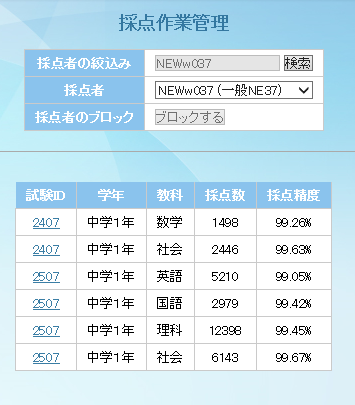 採点作業管理
採点者の絞込み NEWw037 検索
採点者 NEWw037 (一般NE37)
採点者のブロック ブロックする
試験ID 学年 教科 採点数 採点精度
2407 中学1年 数学 1498 99.26%
2407 中学1年 社会 2446 99.63%
2507 中学1年 英語 5210 99.05%
2507 中学1年 国語 2979 99.42%
2507 中学1年 理科 12398 99.45%
2507 中学1年 社会 6143 99.67%